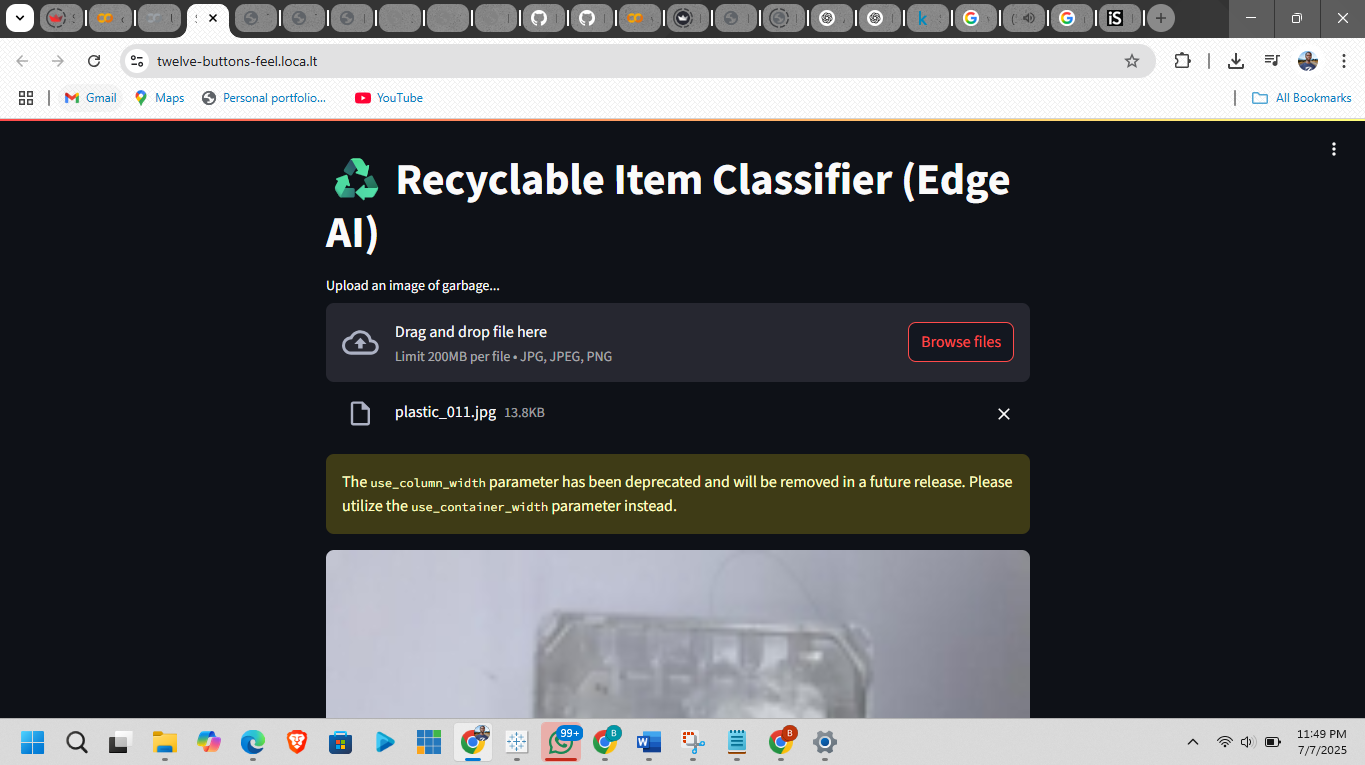 twelve-buttons-feel.loca.lt
Gmail
Maps
Personal portfolio...
YouTube
All Bookmarks
Recyclable Item Classifier (Edge
AI)
Upload an image of garbage...
Drag and drop file here
Limit 200MB per file • JPG, JPEG, PNG
Browse files
plastic_011.jpg 13.8KB
The use_column_width parameter has been deprecated and will be removed in a future release. Please
utilize the use_container_width parameter instead.
99+
B
B
11:49 PM
7/7/2025